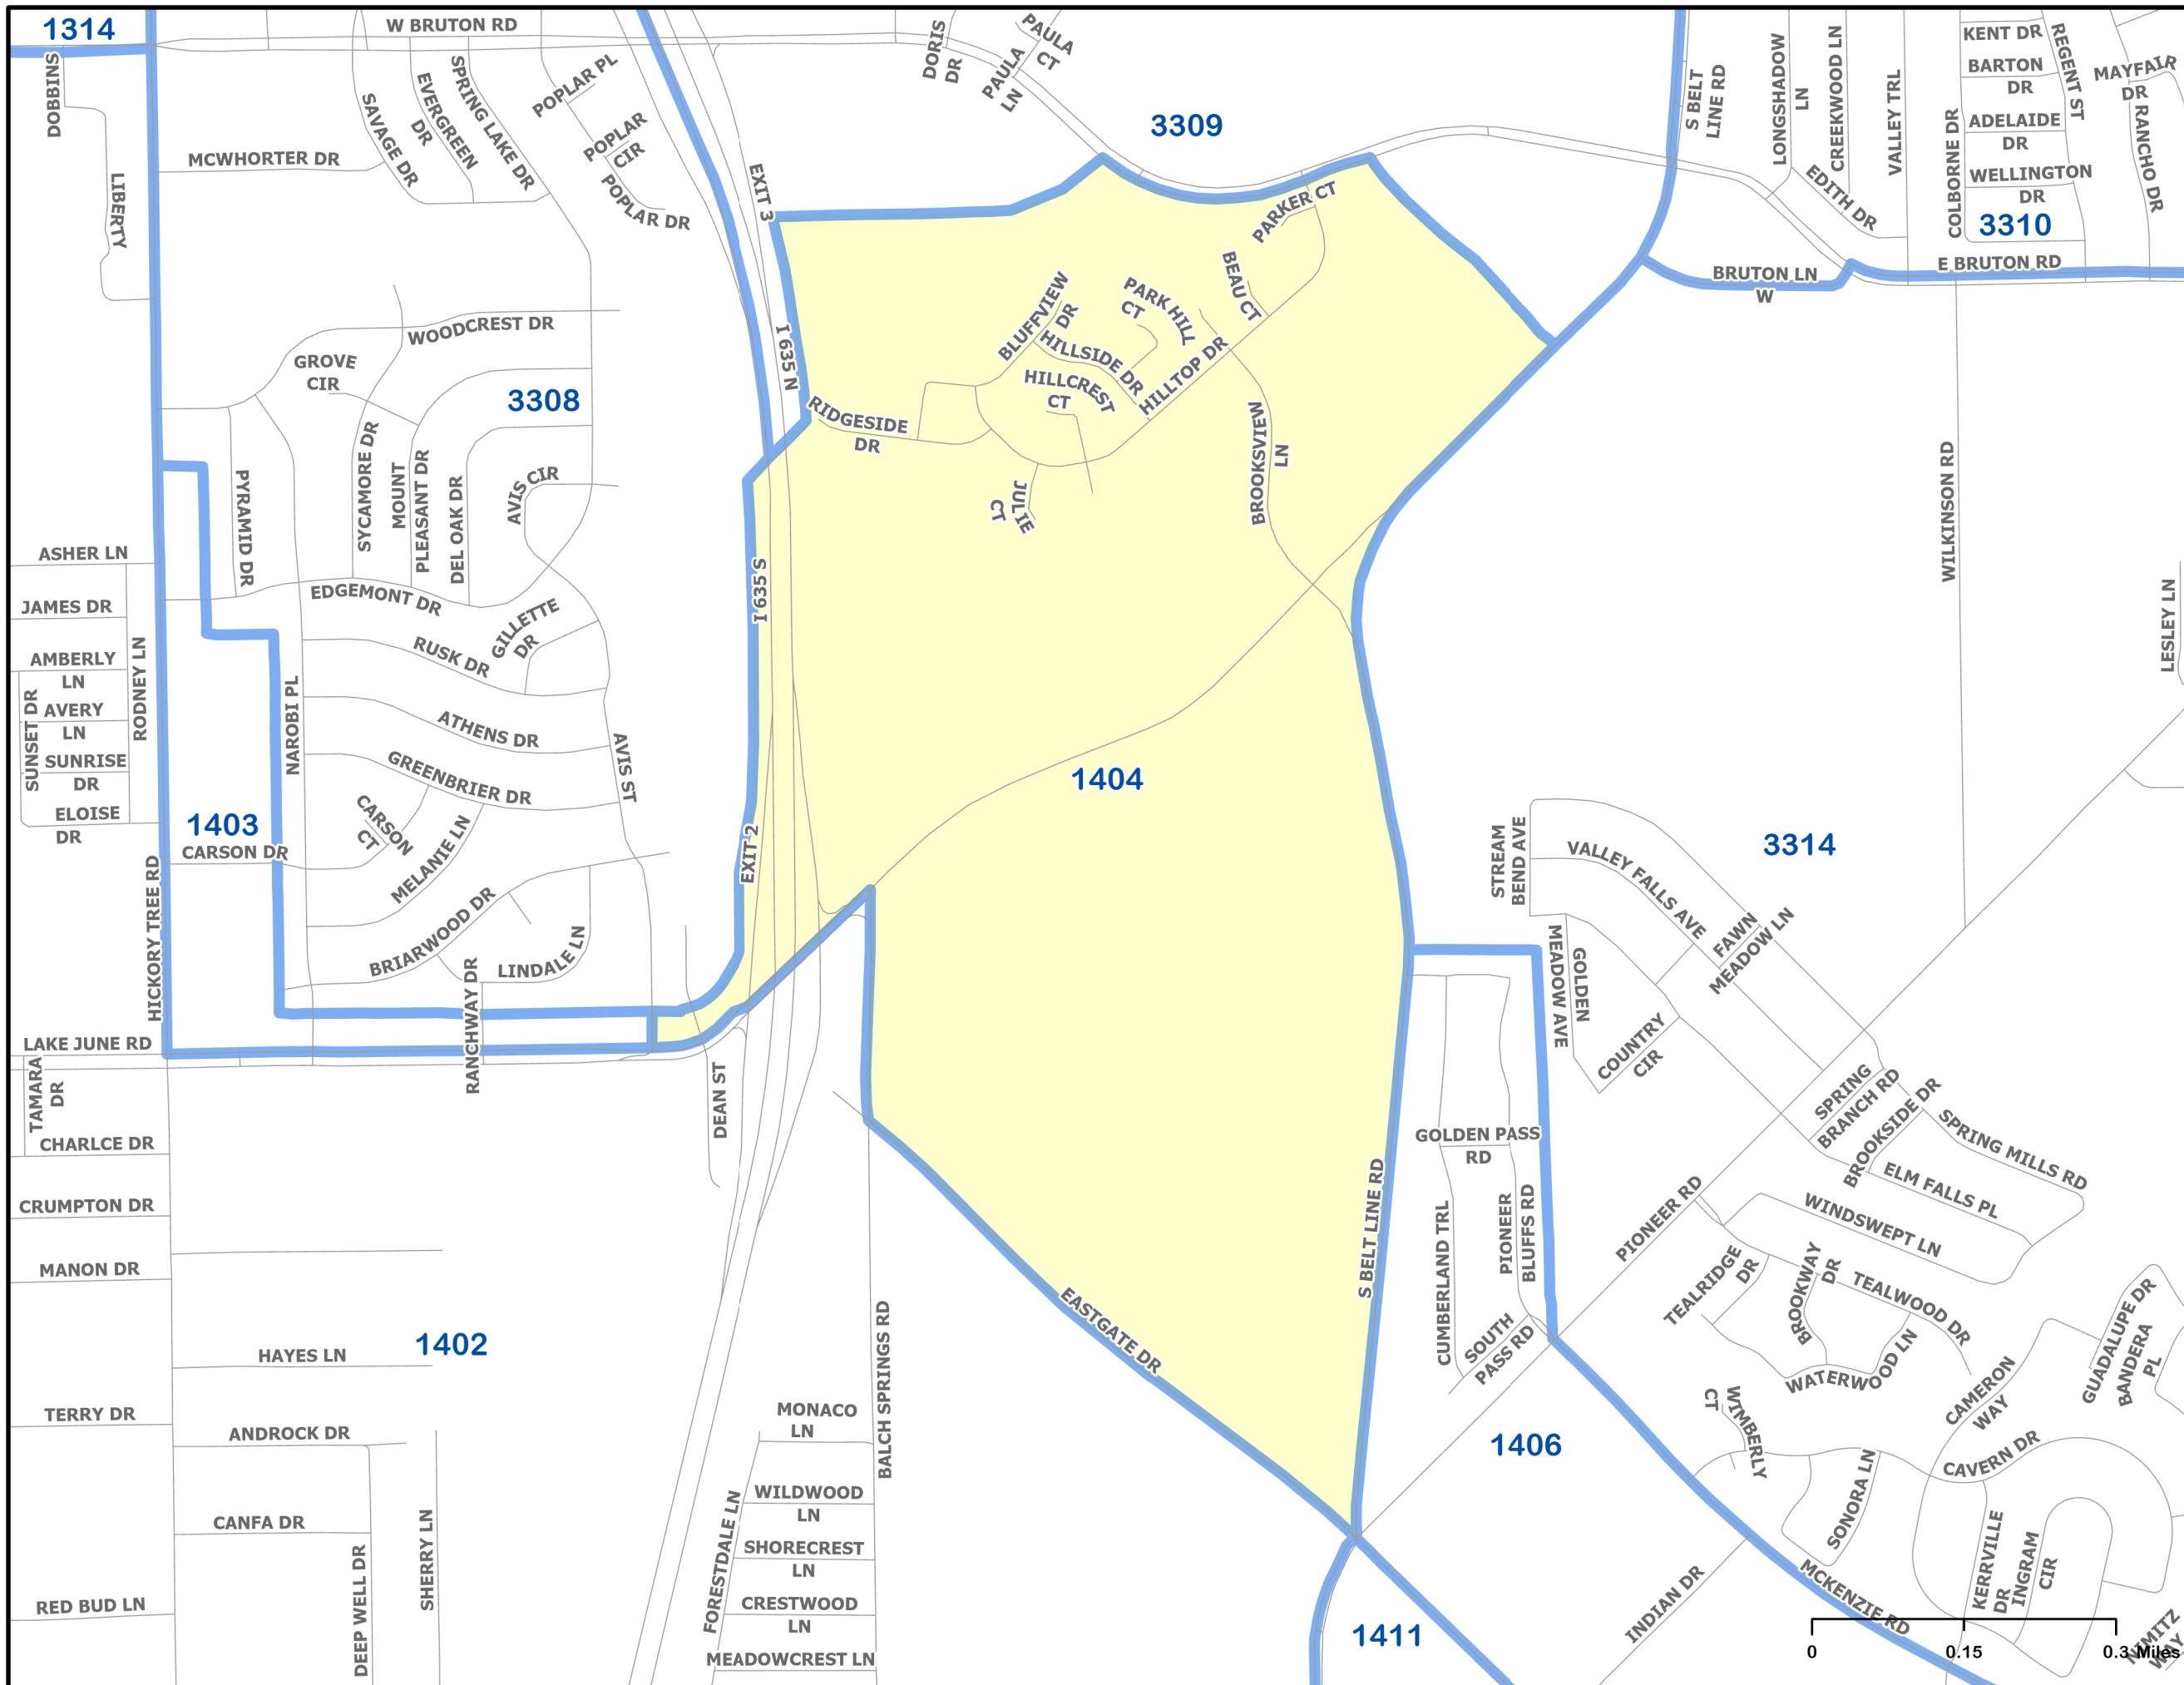 1314
W BRUTON RD
DOBBINS
LIBERTY
MCWHORTER DR
SAVAGE DR
EVERGREEN
DR
SPRING LAKE DR
POPLAR PL
POPLAR
CIR
POPLAR DR
EXIT 3
DORIS
DR
PAULA
LN
PAULA
CT
3309
S BELT
LINE RD
LONGSHADOW
LN
CREEKWOOD LN
VALLEY TRL
EDITH DR
COLBORNE DR
KENT DR
BARTON
DR
ADELAIDE
DR
WELLINGTON
DR
3310
REGENT ST
MAYFAIR
DR
RANCHO DR
BRUTON LN
W
E BRUTON RD
PARKER CT
BEAU CT
PARK HILL
CT
BLUFFVIEW
DR
HILLSIDE DR
HILLCREST
CT
HILLTOP DR
RIDGESIDE
DR
JULIE
CT
BROOKSVIEW
LN
I 635 N
I 635 S
EXIT 2
WOODCREST DR
GROVE
CIR
3308
PYRAMID DR
SYCAMORE DR
MOUNT
PLEASANT DR
DEL OAK DR
AVIS CIR
EDGEMONT DR
GILLETTE
DR
RUSK DR
ATHENS DR
GREENBRIER DR
CARSON
CT
MELANIE LN
BRIARWOOD DR
LINDALE LN
AVIS ST
NAROBI PL
RANCHWAY DR
ASHER LN
JAMES DR
AMBERLY
LN
AVERY
LN
SUNRISE
DR
ELOISE
DR
SUNSET DR
RODNEY LN
1403
CARSON DR
HICKORY TREE RD
LAKE JUNE RD
TAMARA
DR
CHARLCE DR
CRUMPTON DR
MANON DR
HAYES LN
1402
TERRY DR
ANDROCK DR
CANFA DR
RED BUD LN
DEEP WELL DR
SHERRY LN
DEAN ST
1404
EASTGATE DR
S BELT LINE RD
BALCH SPRINGS RD
MONACO
LN
WILDWOOD
LN
SHORECREST
LN
CRESTWOOD
LN
MEADOWCREST LN
FORESTDALE LN
WILKINSON RD
LESLEY LN
3314
STREAM
BEND AVE
VALLEY FALLS AVE
FAWN
MEADOW LN
GOLDEN
MEADOW AVE
COUNTRY
CIR
SPRING
BRANCH RD
BROOKSIDE DR
SPRING MILLS RD
ELM FALLS PL
WINDSWEPT LN
PIONEER RD
GOLDEN PASS
RD
CUMBERLAND TRL
PIONEER
BLUFFS RD
SOUTH
PASS RD
TEALRIDGE
DR
BROOKWAY
DR
TEALWOOD DR
WATERWOOD LN
WIMBERLY
CT
CAMERON
WAY
GUADALUPE DR
BANDERA
PL
CAVERN DR
SONORA LN
KERRVILLE
DR
INGRAM
CIR
NIMITZ
WAY
MCKENZIE RD
INDIAN DR
1406
1411
0 0.15 0.3 Miles